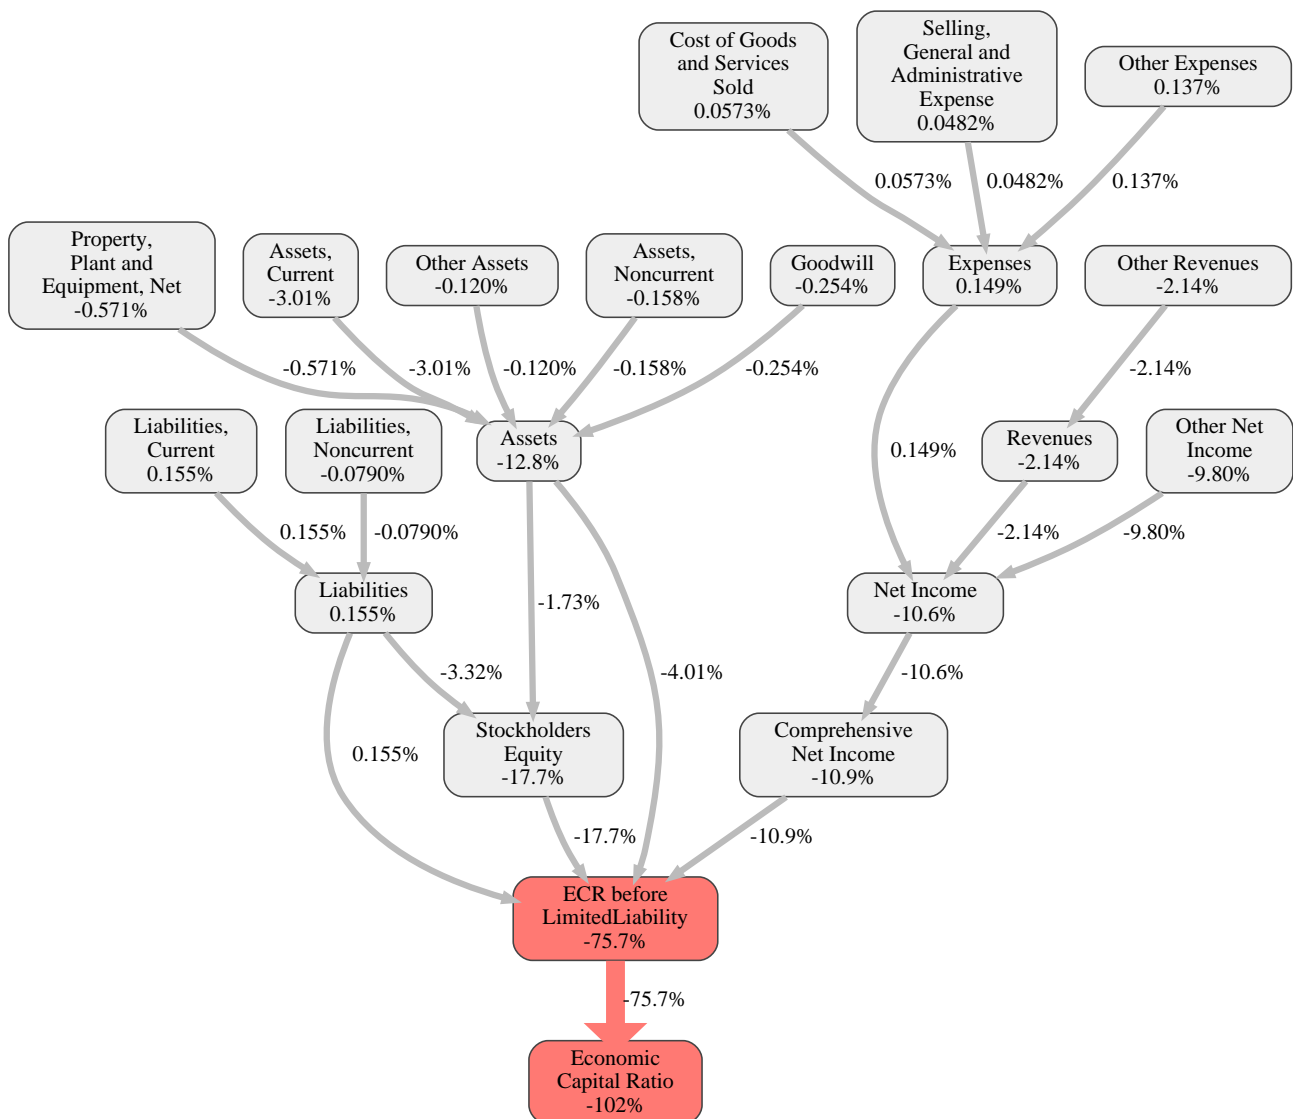 Cost of Goods
and Services
Sold
0.0573%
Selling,
General and
Administrative
Expense
0.0482%
Other Expenses
0.137%
0.0573%
0.0482%
0.137%
Property,
Plant and
Equipment, Net
-0.571%
Assets,
Current
-3.01%
Other Assets
-0.120%
Assets,
Noncurrent
-0.158%
Goodwill
-0.254%
Expenses
0.149%
Other Revenues
-2.14%
-0.571%
-3.01%
-0.120%
-0.158%
-0.254%
-2.14%
Liabilities,
Current
0.155%
Liabilities,
Noncurrent
-0.0790%
Assets
-12.8%
0.149%
Revenues
-2.14%
Other Net
Income
-9.80%
0.155%
-0.0790%
-2.14%
-9.80%
Liabilities
0.155%
-1.73%
Net Income
-10.6%
-3.32%
-4.01%
-10.6%
0.155%
Stockholders
Equity
-17.7%
Comprehensive
Net Income
-10.9%
-17.7%
-10.9%
ECR before
LimitedLiability
-75.7%
-75.7%
Economic
Capital Ratio
-102%